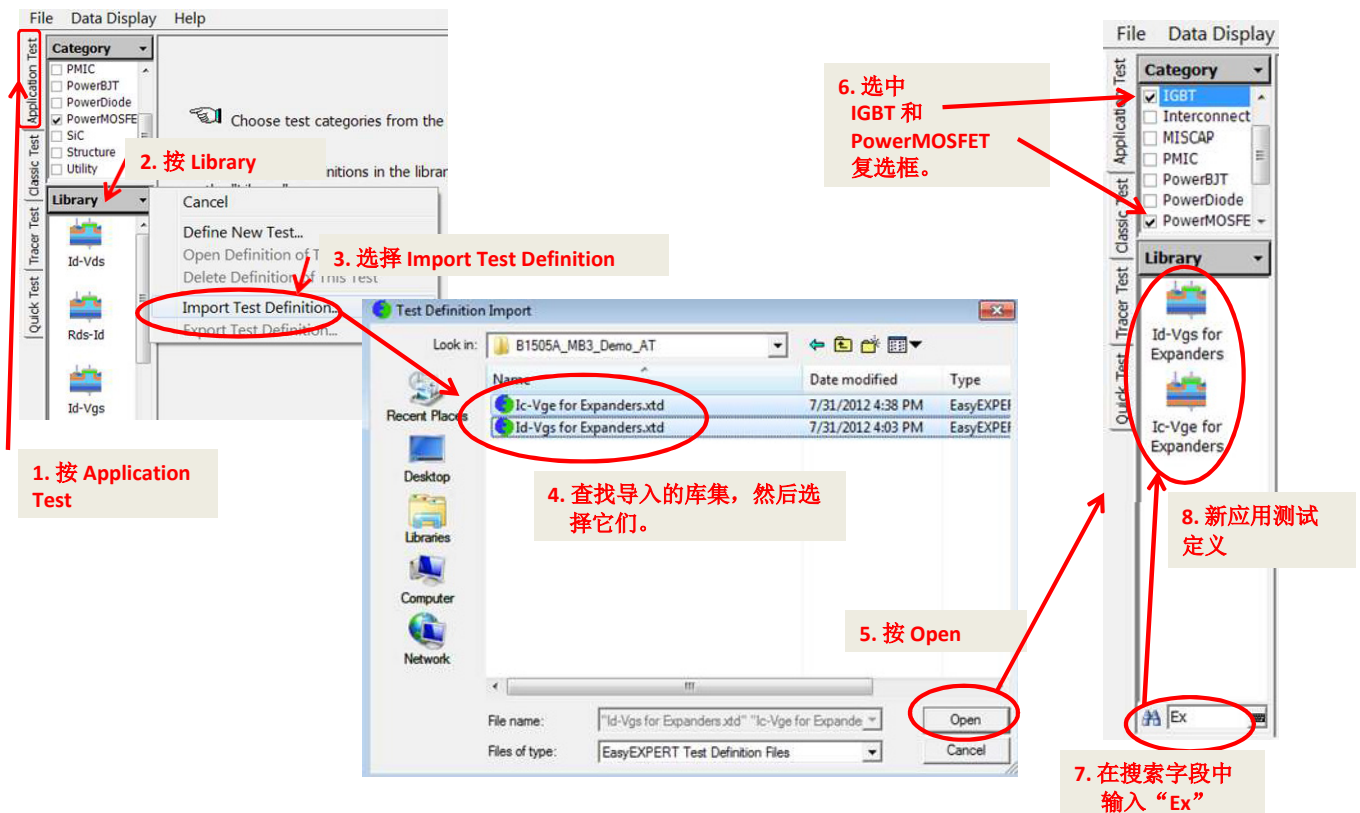 File Data Display Help
Application Test
Classic Test
Tracer Test
Quick Test
Category
PMIC
PowerBJT
PowerDiode
PowerMOSFE
SiC
Structure
Utility
Choose test categories from the
2. 按 Library
nitions in the librar
Library
Id-Vds
Rds-Id
Id-Vgs
Cancel
Define New Test...
Open Definition of T
Delete Definition of This Test
Import Test Definition...
Export Test Definition...
3. 选择 Import Test Definition
1. 按 Application
Test
Test Definition Import
Look in:
B1505A_MB3_Demo_AT
Name
Date modified
Type
Ic-Vge for Expanders.xtd
7/31/2012 4:38 PM
EasyEXPEF
Id-Vgs for Expanders.xtd
7/31/2012 4:03 PM
EasyEXPEF
Recent Places
Desktop
Libraries
Computer
Network
4. 查找导入的库集，然后选
择它们。
5. 按 Open
File name:
"Id-Vgs for Expanders.xtd" "Ic-Vge for Expande
Open
Files of type:
EasyEXPERT Test Definition Files
Cancel
File Data Display
6. 选中
IGBT 和
PowerMOSFET
复选框。
Application Test
Classic Test
Tracer Test
Quick Test
Category
IGBT
Interconnect
MISCAP
PMIC
PowerBJT
PowerDiode
PowerMOSFE
Library
Id-Vgs for
Expanders
Ic-Vge for
Expanders
8. 新应用测试
定义
Ex
7. 在搜索字段中
输入“Ex”